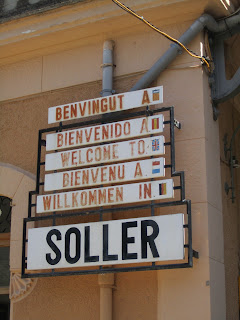 BENVINGUT A
BIENVENIDO A
WELCOME TO
BIENVENU A
WILLKOMMEN IN
SOLLER